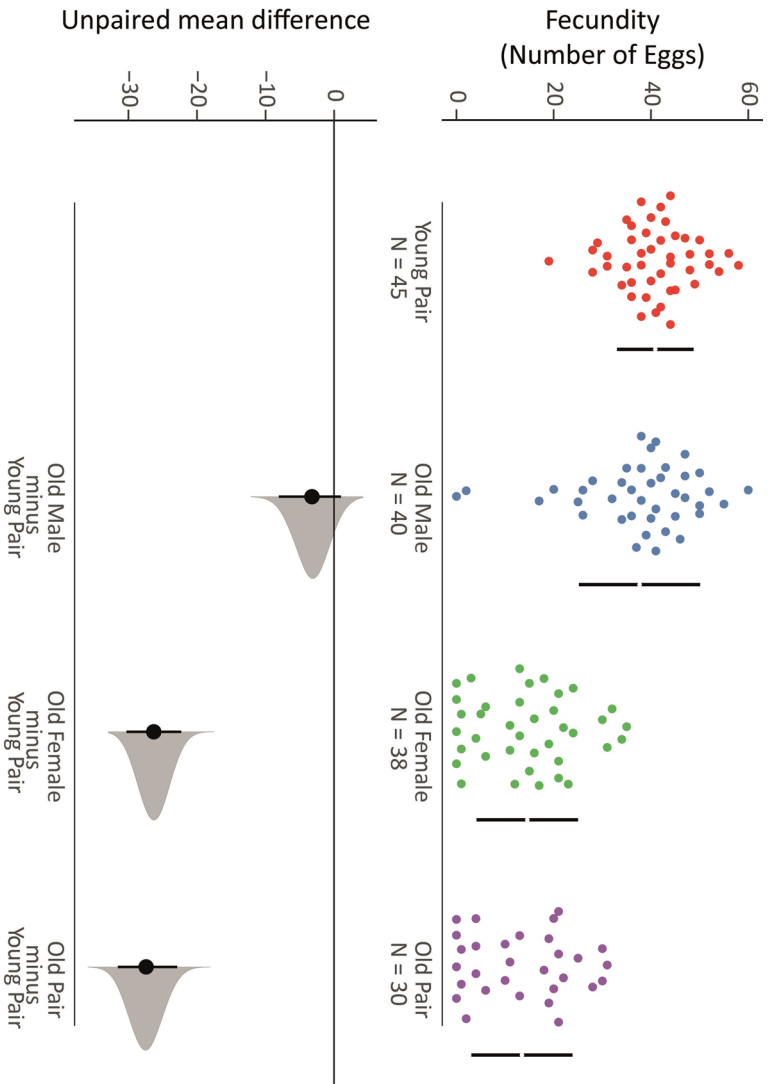 Unpaired mean difference
Fecundity
(Number of Eggs)
−30
−20
−10
0
0
20
40
60
Young Pair
N = 45
Old Male
N = 40
Old Female
N = 38
Old Pair
N = 30
Old Male
minus
Young Pair
Old Female
minus
Young Pair
Old Pair
minus
Young Pair